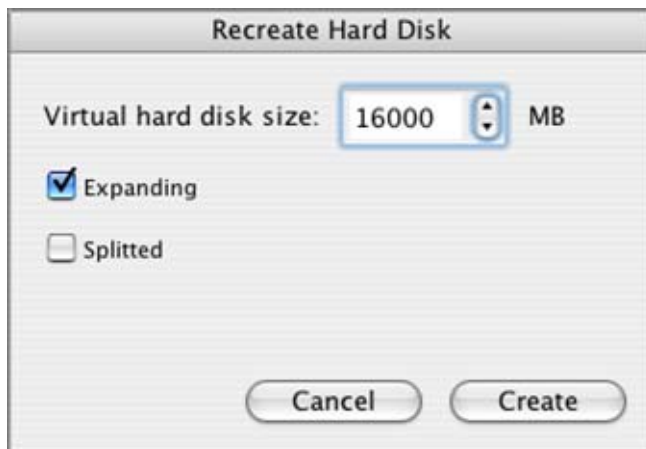 Recreate Hard Disk
Virtual hard disk size: 16000 MB
Expanding
Splitted
Cancel Create